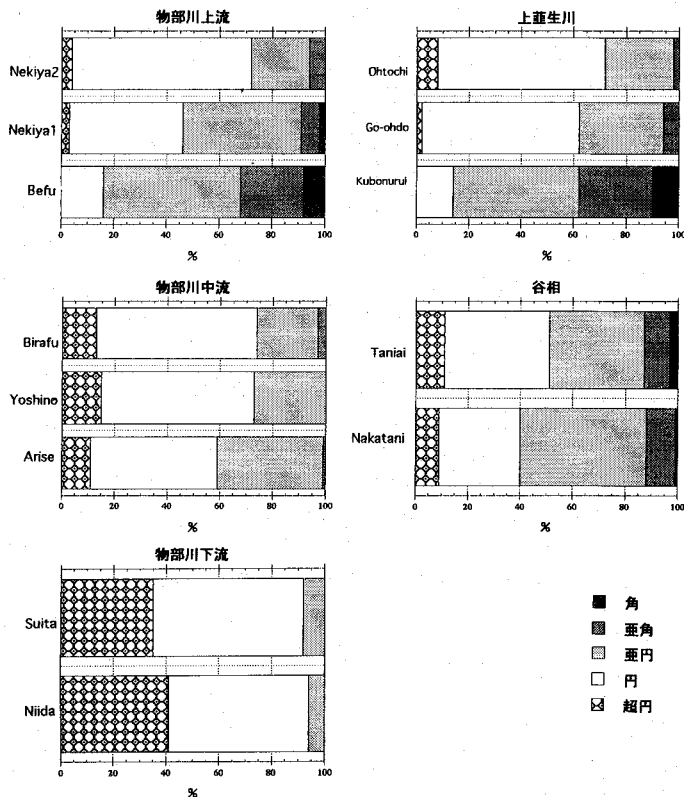 物部川上流
Nekiya2
Nekiya1
Befu
0 20 40 60 80 100
%
上韮生川
Ohtochi
Go-ohdo
Kubonurui
0 20 40 60 80 100
%
物部川中流
Birafu
Yoshino
Arise
0 20 40 60 80 100
%
谷相
Taniai
Nakatani
0 20 40 60 80 100
%
物部川下流
Suita
Niida
0 20 40 60 80 100
%
角
亜角
亜円
円
超円